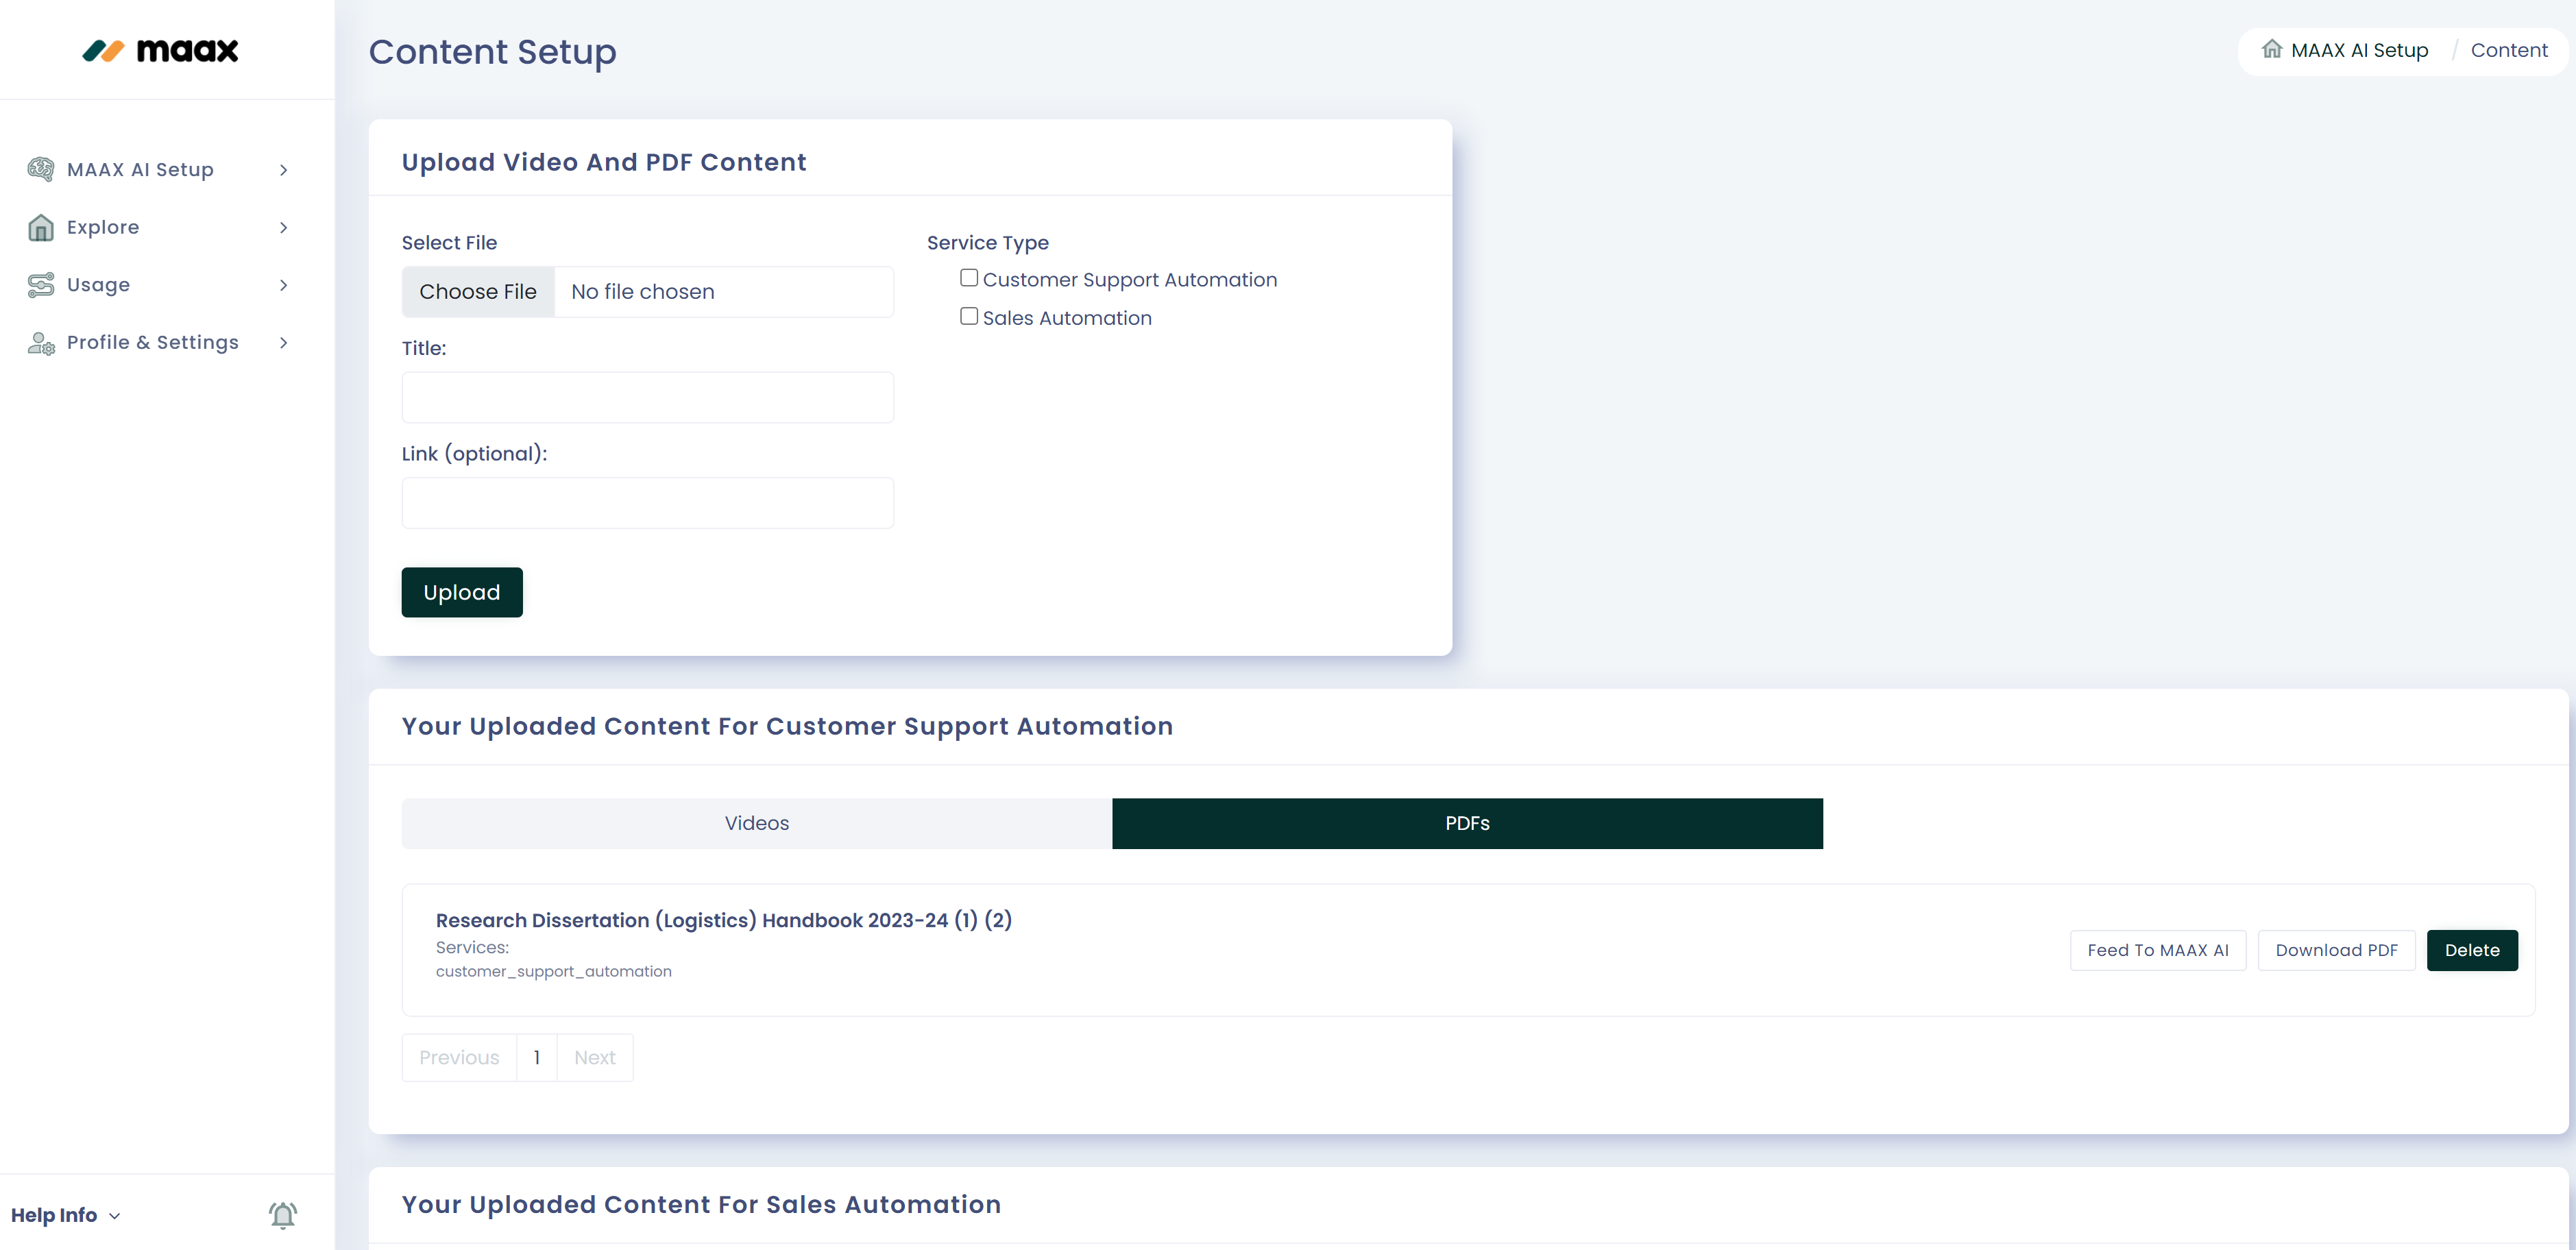 maax
MAAX AI Setup
Explore
Usage
Profile & Settings
Help Info
Content Setup
MAAX AI Setup / Content
Upload Video And PDF Content
Select File
Choose File No file chosen
Title:
Link (optional):
Upload
Service Type
Customer Support Automation
Sales Automation
Your Uploaded Content For Customer Support Automation
Videos PDFs
Research Dissertation (Logistics) Handbook 2023-24 (1) (2)
Services:
customer_support_automation
Feed To MAAX AI Download PDF Delete
Previous 1 Next
Your Uploaded Content For Sales Automation